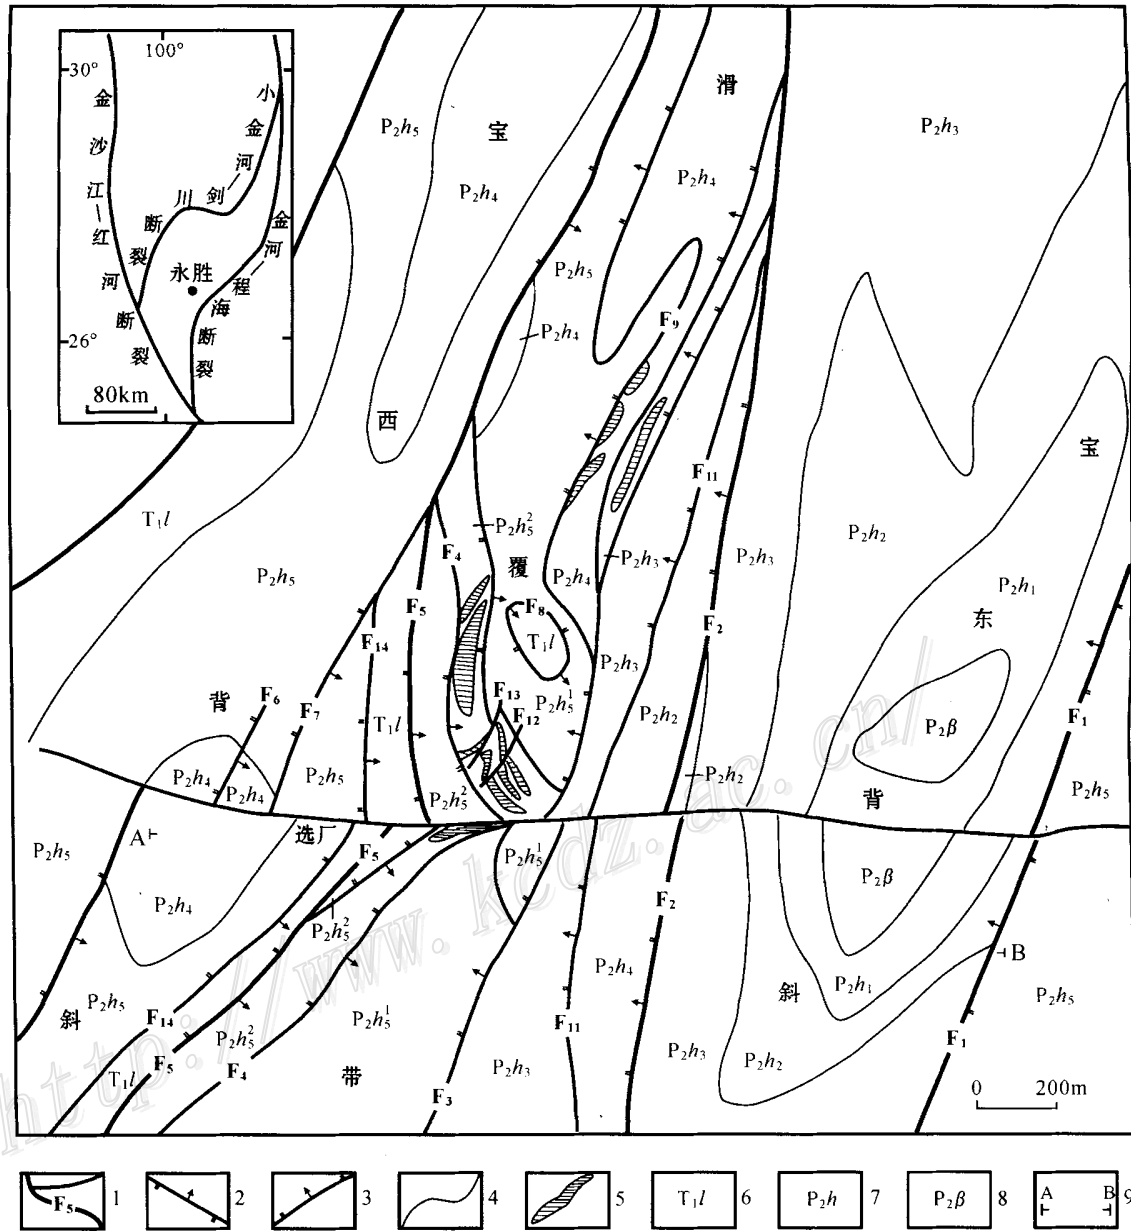 100°
30°
26°
金沙江—红河断裂
小金河—剑川断裂
金河—程海断裂
永胜
80km
P₂h₅
宝
滑
P₂h₃
P₂h₄
P₂h₄
P₂h₅
P₂h₄
F₉
西
宝
F₁₁
T₁l
P₂h₅²
P₂h₂
F₄
P₂h₃
P₂h₃
覆
P₂h₅
P₂h₄
P₂h₁
F₅
F₈
东
F₂
F₁₄
T₁l
P₂h₃
背
F₆
F₁₃
P₂h₅¹
F₇
T₁l
F₁₂
P₂h₂
P₂β
F₁
P₂h₄
P₂h₅
P₂h₂
P₂h₄
P₂h₅²
背
P₂h₅
A
选厂
P₂h₅
F₅
P₂h₅¹
P₂β
P₂h₄
F₂
P₂h₅²
B
P₂h₄
P₂h₅
斜
P₂h₁
P₂h₅
斜
F₁₄
P₂h₅¹
F₁₁
P₂h₅²
F₁
P₂h₃
P₂h₂
F₅
F₄
带
P₂h₃
T₁l
F₃
0 200m
http://www.kcdz.ac.cn/
F₅ 1 2 3 4 5 T₁l 6 P₂h 7 P₂β 8 A B 9